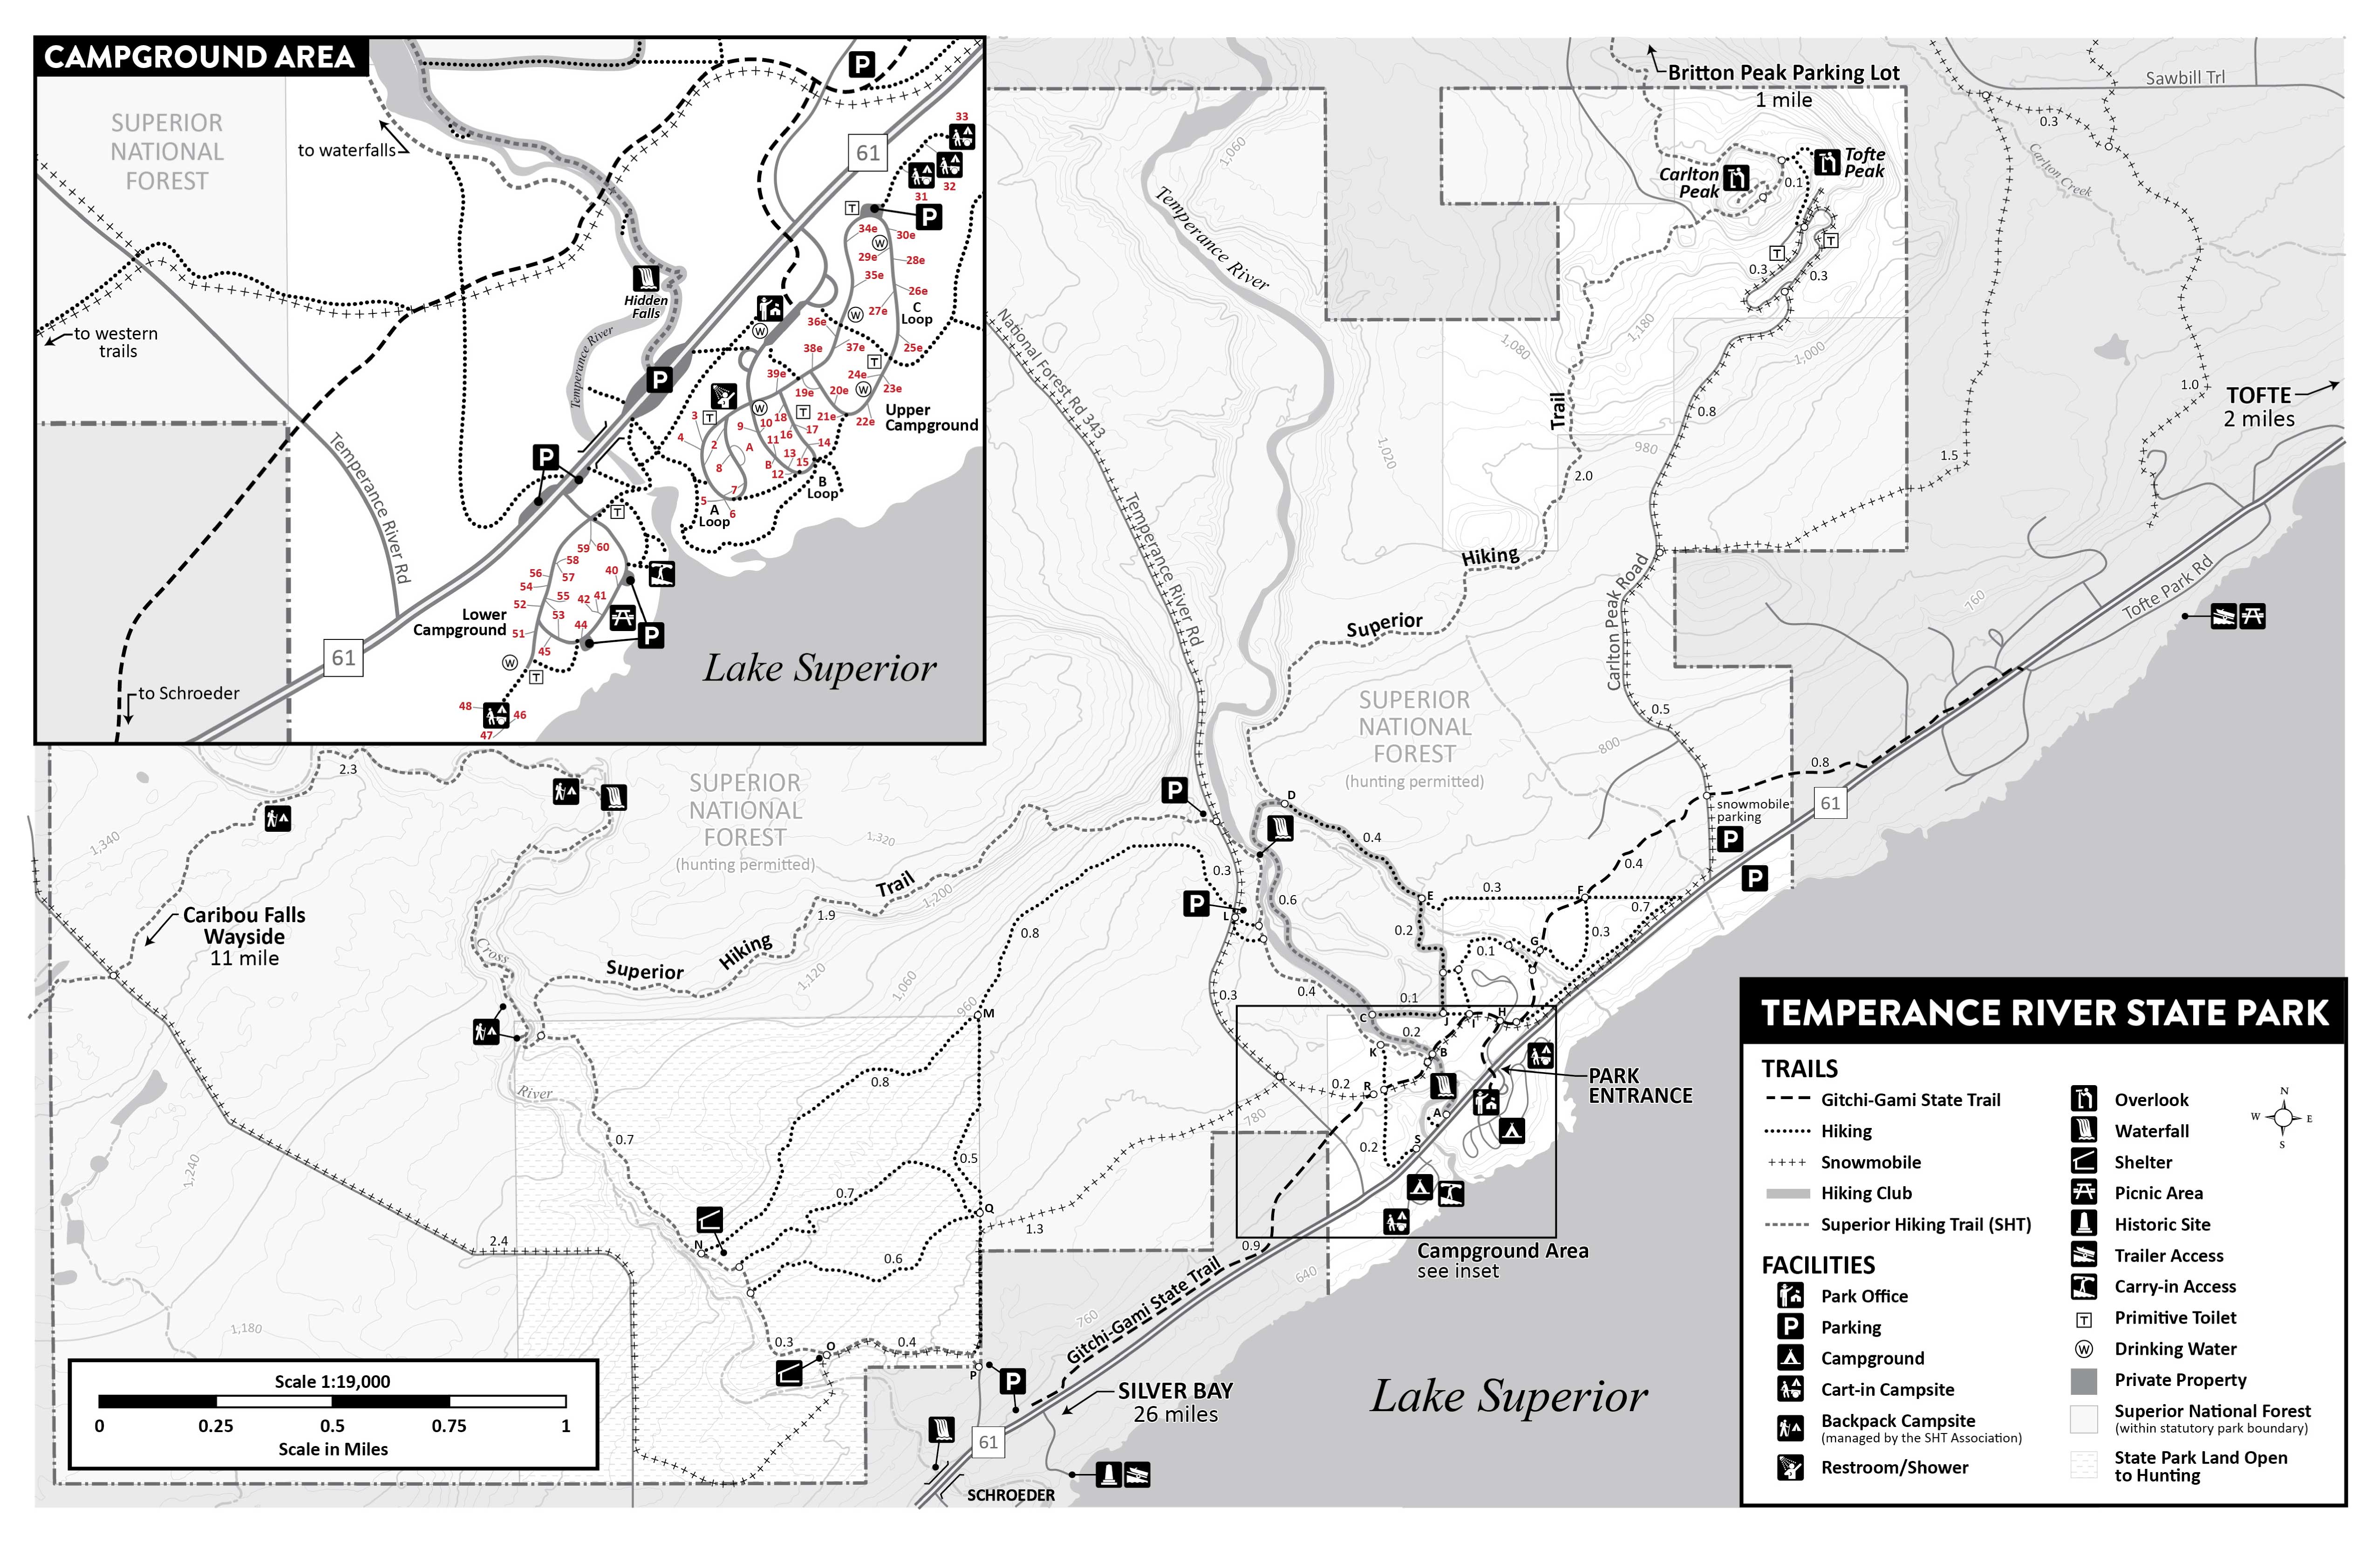 CAMPGROUND AREA
SUPERIOR
NATIONAL
FOREST
to waterfalls
P
61
33
32
31
P
T
34e
W
30e
29e
28e
35e
26e
27e
W
C
Loop
36e
Hidden
Falls
Temperance River
to western
trails
W
38e
37e
25e
T
P
39e
24e
23e
19e
20e
W
3
T
W
T
21e
22e
Upper
Campground
4
2
9
10
18
17
16
11
14
A
8
13
15
B
12
7
5
6
A
Loop
B
Loop
Temperance River Rd
P
T
59
60
58
56
57
40
54
55
42
41
52
53
44
51
45
Lower
Campground
P
W
T
48
46
47
61
to Schroeder
Lake Superior
Britton Peak Parking Lot
1 mile
Sawbill Trl
0.3
Carlton Creek
Carlton
Peak
Tofte
Peak
0.1
T
T
0.3
0.3
1,060
Temperance River
1,180
1,080
1,000
1,020
980
0.8
1.0
1.5
TOFTE
2 miles
National Forest Rd 343
Temperance River Rd
Trail
2.0
Hiking
Superior
Carlton Peak Road
Tofte Park Rd
760
SUPERIOR
NATIONAL
FOREST
(hunting permitted)
0.5
800
0.8
61
snowmobile
parking
P
P
2.3
SUPERIOR
NATIONAL
FOREST
(hunting permitted)
1,340
1,320
P
D
0.4
0.4
0.3
P
L
0.6
E
0.3
F
0.7
0.2
0.3
G
0.1
Caribou Falls
Wayside
11 mile
Trail
1,200
1.9
Hiking
Superior
Cross
1,120
1,060
0.8
960
M
0.3
0.4
0.1
C
J
I
H
0.2
K
B
R
0.2
A
S
0.2
PARK
ENTRANCE
River
0.8
780
0.7
0.5
0.7
Q
1.3
1,240
N
0.6
2.4
0.9
640
Campground Area
see inset
1,180
0.3
O
0.4
P
P
760
Gitchi-Gami State Trail
SILVER BAY
26 miles
61
SCHROEDER
Lake Superior
Scale 1:19,000
0
0.25
0.5
0.75
1
Scale in Miles
TEMPERANCE RIVER STATE PARK
TRAILS
Gitchi-Gami State Trail
Hiking
Snowmobile
Hiking Club
Superior Hiking Trail (SHT)
FACILITIES
Park Office
P Parking
Campground
Cart-in Campsite
Backpack Campsite
(managed by the SHT Association)
Restroom/Shower
Overlook
Waterfall
Shelter
Picnic Area
Historic Site
Trailer Access
Carry-in Access
T Primitive Toilet
W Drinking Water
Private Property
Superior National Forest
(within statutory park boundary)
State Park Land Open
to Hunting
N
W
E
S